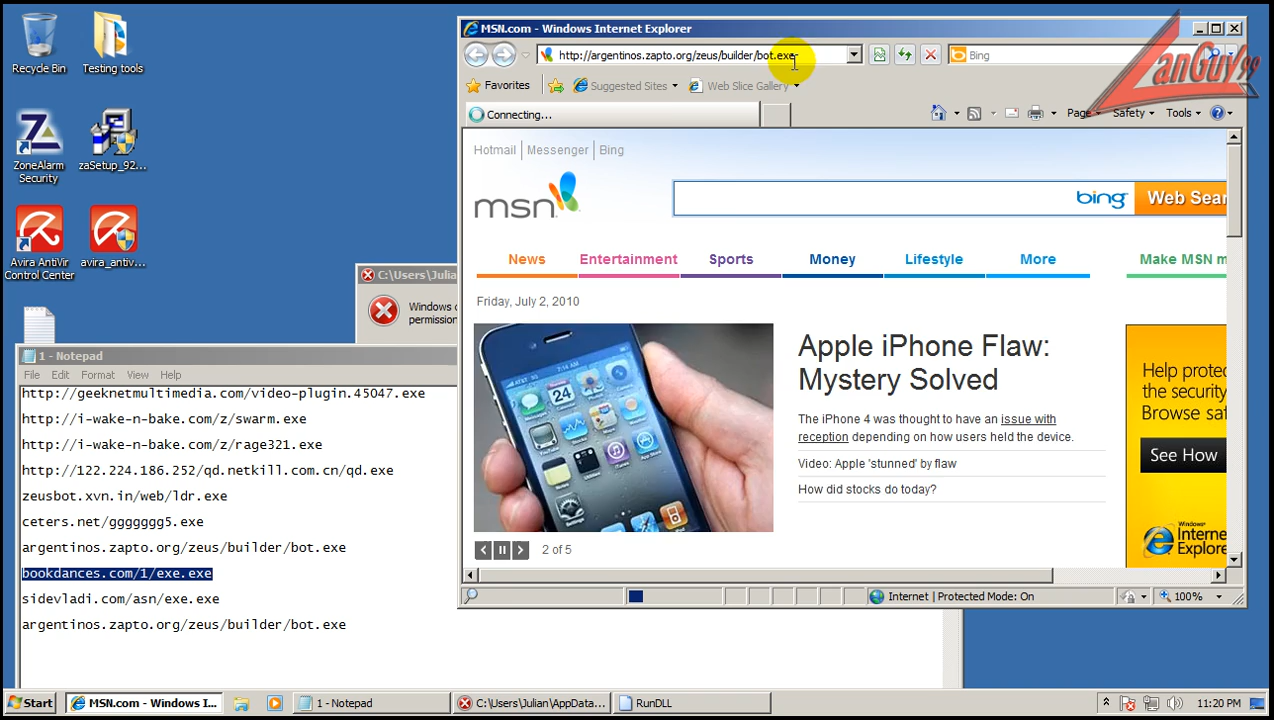 Recycle Bin
Testing tools
ZoneAlarm
Security
zaSetup_92...
Avira AntiVir
Control Center
avira_antiv...
C:\Users\Julian
Windows c
permission
MSN.com - Windows Internet Explorer
http://argentinos.zapto.org/zeus/builder/bot.exe
Bing
LanGuy99
Favorites
Suggested Sites
Web Slice Gallery
Connecting...
Page
Safety
Tools
Hotmail
Messenger
Bing
msn
bing
Web Sear
News
Entertainment
Sports
Money
Lifestyle
More
Make MSN m
Friday, July 2, 2010
Apple iPhone Flaw:
Mystery Solved
The iPhone 4 was thought to have an issue with
reception depending on how users held the device.
Video: Apple 'stunned' by flaw
How did stocks do today?
2 of 5
Help protec
the security
Browse saf
See How
Windows
Interne
Explore
Internet | Protected Mode: On
100%
1 - Notepad
File Edit Format View Help
http://geeknetmultimedia.com/video-plugin.45047.exe
http://i-wake-n-bake.com/z/swarm.exe
http://i-wake-n-bake.com/z/rage321.exe
http://122.224.186.252/qd.netkill.com.cn/qd.exe
zeusbot.xvn.in/web/ldr.exe
ceters.net/ggggggg5.exe
argentinos.zapto.org/zeus/builder/bot.exe
bookdances.com/1/exe.exe
sidevladi.com/asn/exe.exe
argentinos.zapto.org/zeus/builder/bot.exe
Start
MSN.com - Windows I...
1 - Notepad
C:\Users\Julian\AppData...
RunDLL
11:20 PM